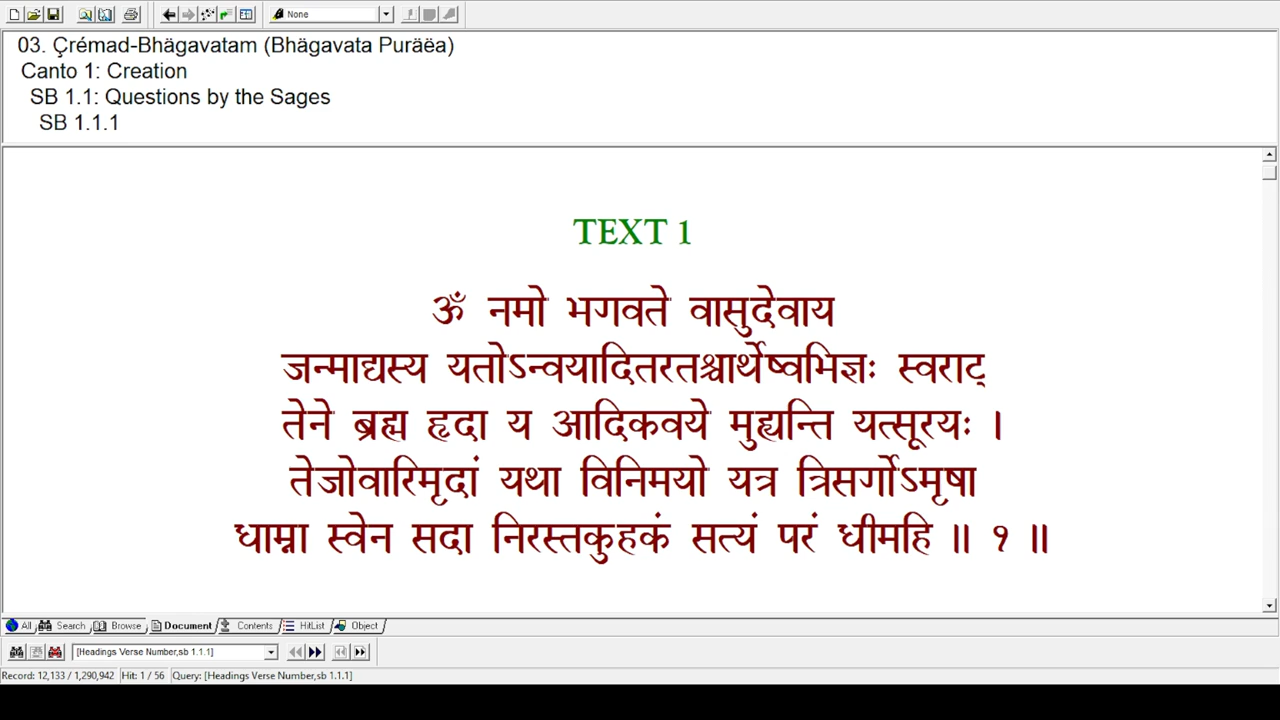 None
03. Çrémad-Bhägavatam (Bhägavata Puräëa)
Canto 1: Creation
SB 1.1: Questions by the Sages
SB 1.1.1
TEXT 1
ॐ नमो भगवते वासुदेवाय
जन्माद्यस्य यतोऽन्वयादितरतश्चार्थेष्वभिज्ञः स्वराट्
तेने ब्रह्म हृदा य आदिकवये मुह्यन्ति यत्सूरयः ।
तेजोवारिमृदां यथा विनिमयो यत्र त्रिसर्गोऽमृषा
धाम्ना स्वेन सदा निरस्तकुहकं सत्यं परं धीमहि ॥ १ ॥
All Search Browse Document Contents HitList Object
[Headings Verse Number,sb 1.1.1]
Record: 12,133 / 1,290,942 Hit: 1 / 56 Query: [Headings Verse Number,sb 1.1.1]